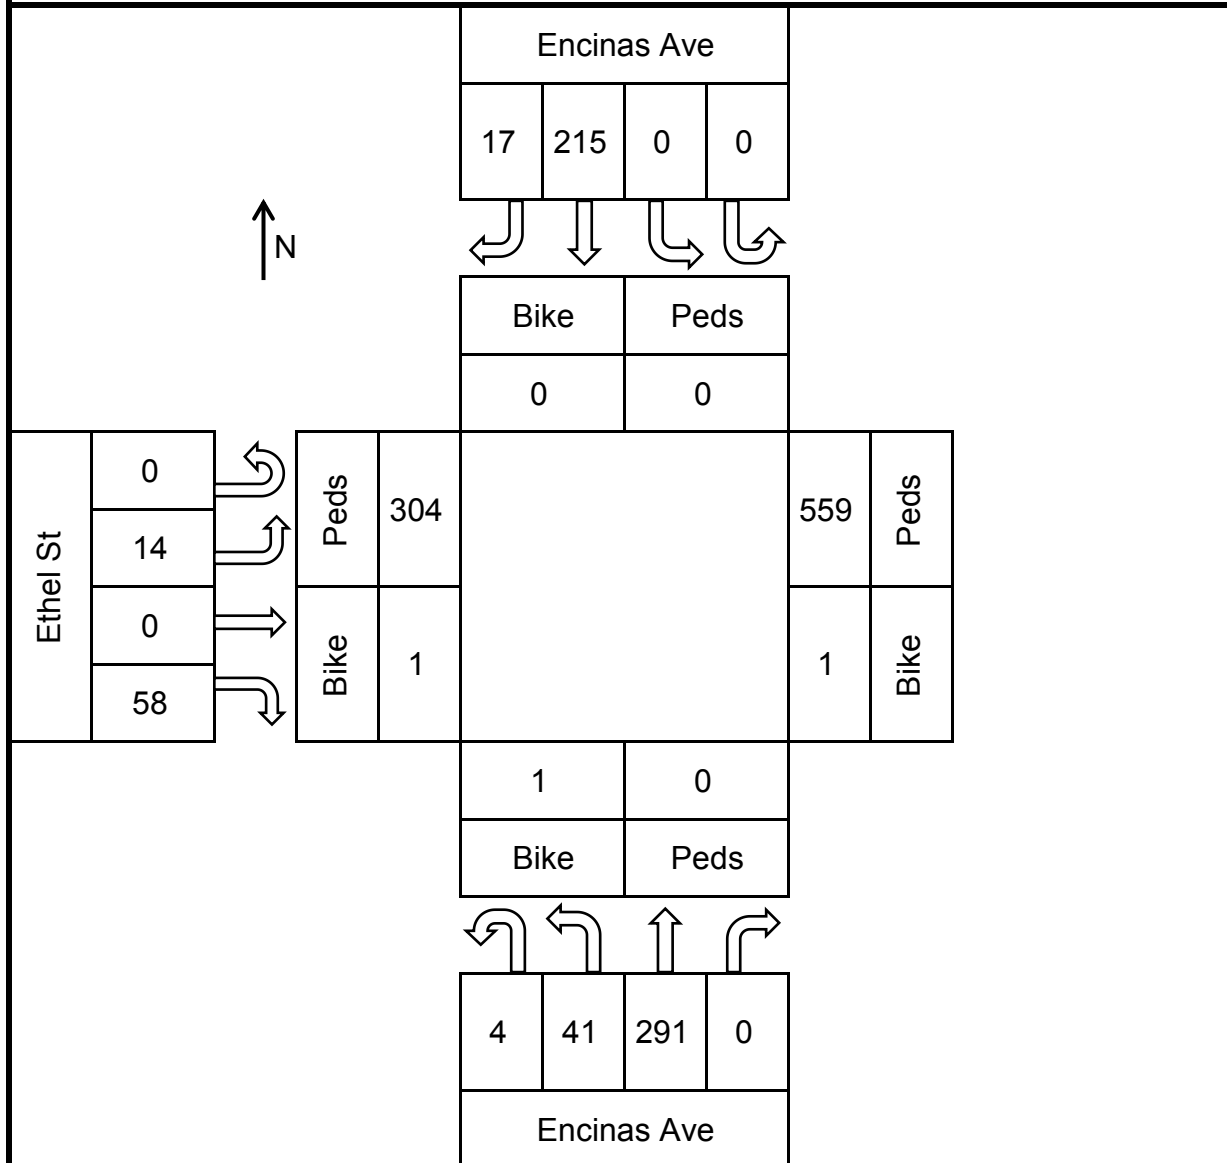 Encinas Ave
17 215 0 0
N
Bike Peds
0 0
Ethel St
0
14
0
58
Peds 304
Bike 1
559 Peds
1 Bike
1 0
Bike Peds
4 41 291 0
Encinas Ave